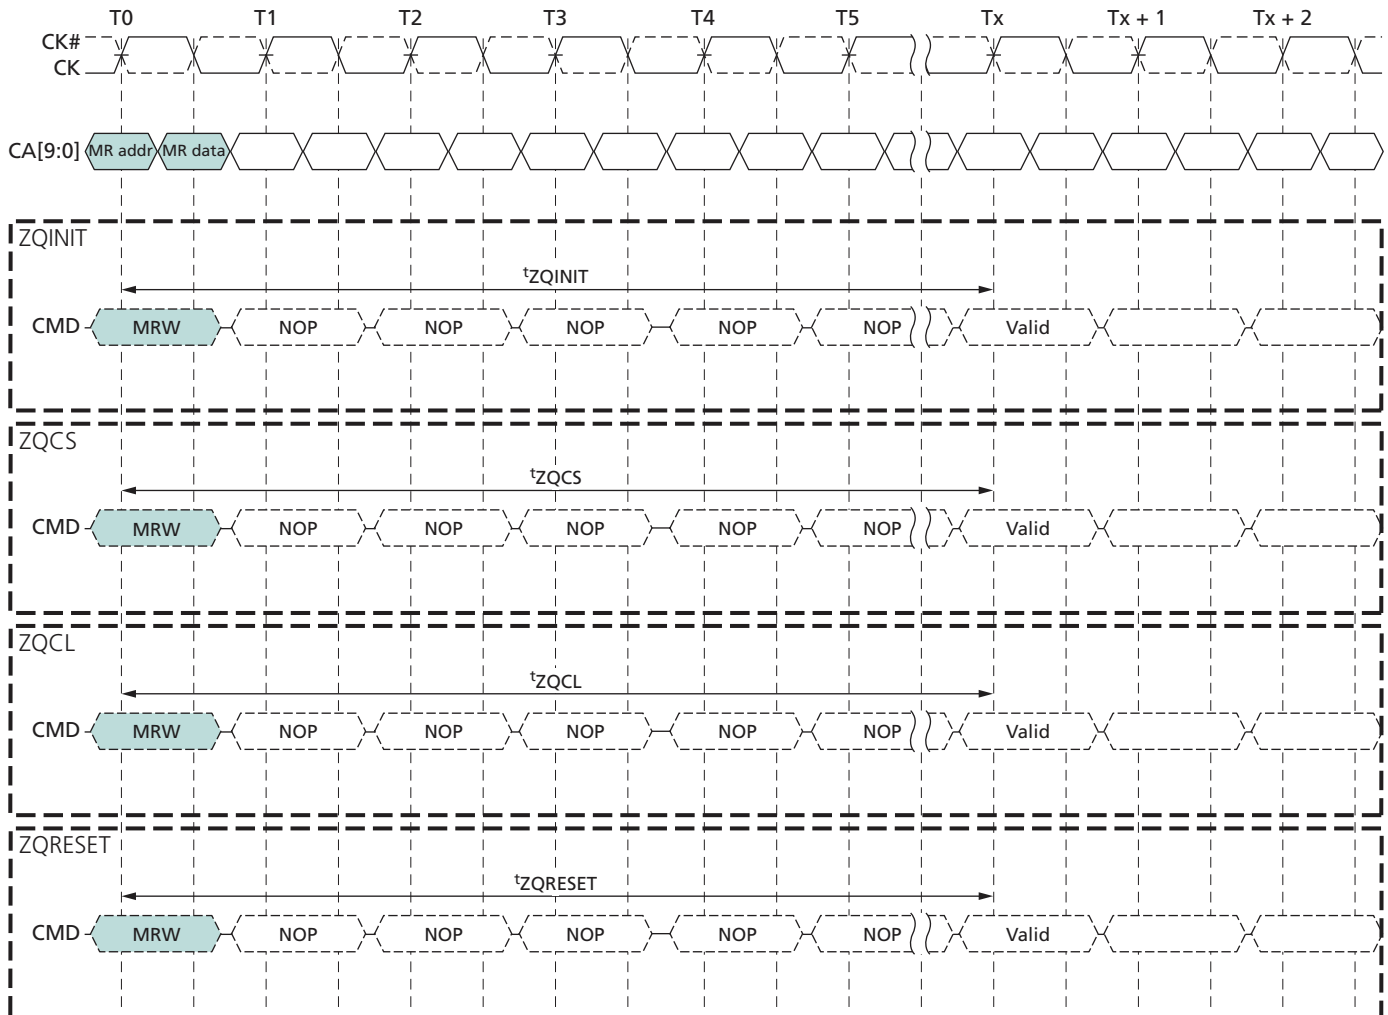 T0 T1 T2 T3 T4 T5 Tx Tx + 1 Tx + 2
CK#
CK
CA[9:0] MR addr MR data
ZQINIT
tZQINIT
CMD MRW NOP NOP NOP NOP NOP Valid
ZQCS
tZQCS
CMD MRW NOP NOP NOP NOP NOP Valid
ZQCL
tZQCL
CMD MRW NOP NOP NOP NOP NOP Valid
ZQRESET
tZQRESET
CMD MRW NOP NOP NOP NOP NOP Valid